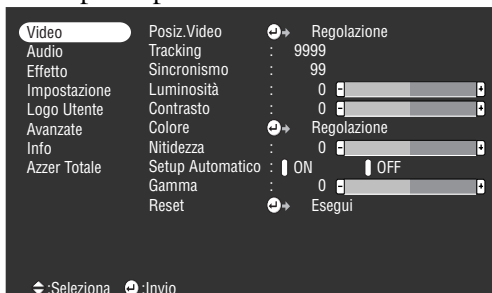 Video Posiz.Video Regolazione
Audio Tracking : 9999
Effetto Sincronismo : 99
Impostazione Luminosità : 0 - +
Logo Utente Contrasto : 0 - +
Avanzate Colore Regolazione
Info Nitidezza : 0 - +
Azzer Totale Setup Automatico : ON OFF
Gamma : 0 - +
Reset Esegui
:Seleziona :Invio